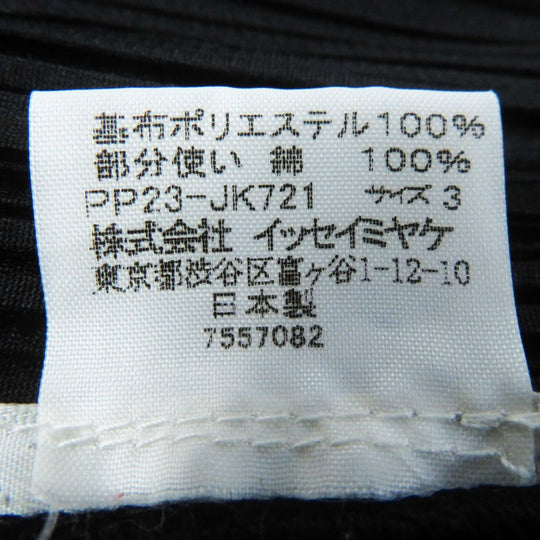 基布ポリエステル100%
部分使い 綿 100%
PP23-JK721 サイズ 3
株式会社 イッセイミヤケ
東京都渋谷区富ヶ谷1-12-10
日本製
7557082